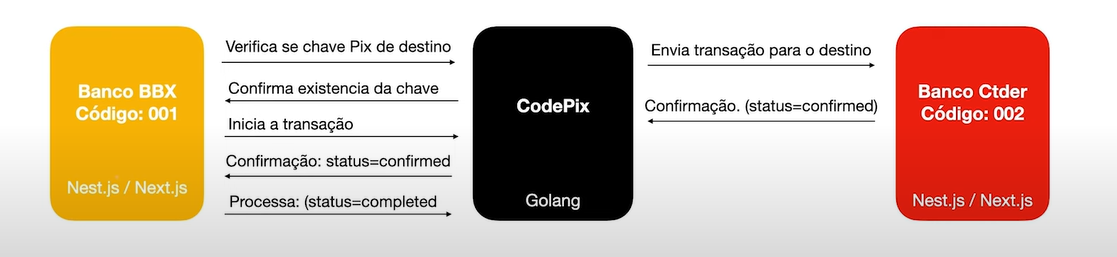 Banco BBX
Código: 001
Nest.js / Next.js
Verifica se chave Pix de destino
Confirma existencia da chave
Inicia a transação
Confirmação: status=confirmed
Processa: (status=completed
CodePix
Golang
Envia transação para o destino
Confirmação. (status=confirmed)
Banco Ctder
Código: 002
Nest.js / Next.js